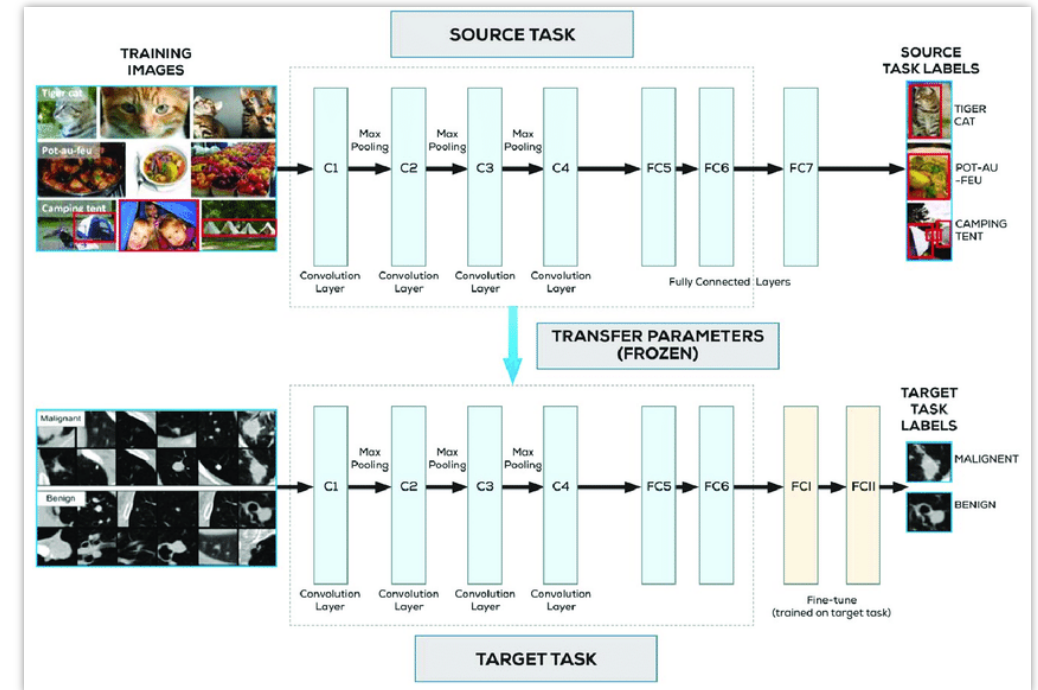 SOURCE TASK
TRAINING
IMAGES
SOURCE
TASK LABELS
Tiger cat
Pot-au-feu
Camping tent
C1
Max
Pooling
C2
Max
Pooling
C3
Max
Pooling
C4
FC5
FC6
FC7
TIGER
CAT
POT-AU
-FEU
CAMPING
TENT
Convolution
Layer
Convolution
Layer
Convolution
Layer
Convolution
Layer
Fully Connected Layers
TRANSFER PARAMETERS
(FROZEN)
TARGET
TASK
LABELS
Malignant
Benign
C1
Max
Pooling
C2
Max
Pooling
C3
Max
Pooling
C4
FC5
FC6
FCI
FCII
MALIGNENT
BENIGN
Convolution
Layer
Convolution
Layer
Convolution
Layer
Convolution
Layer
Fine-tune
(trained on target task)
TARGET TASK